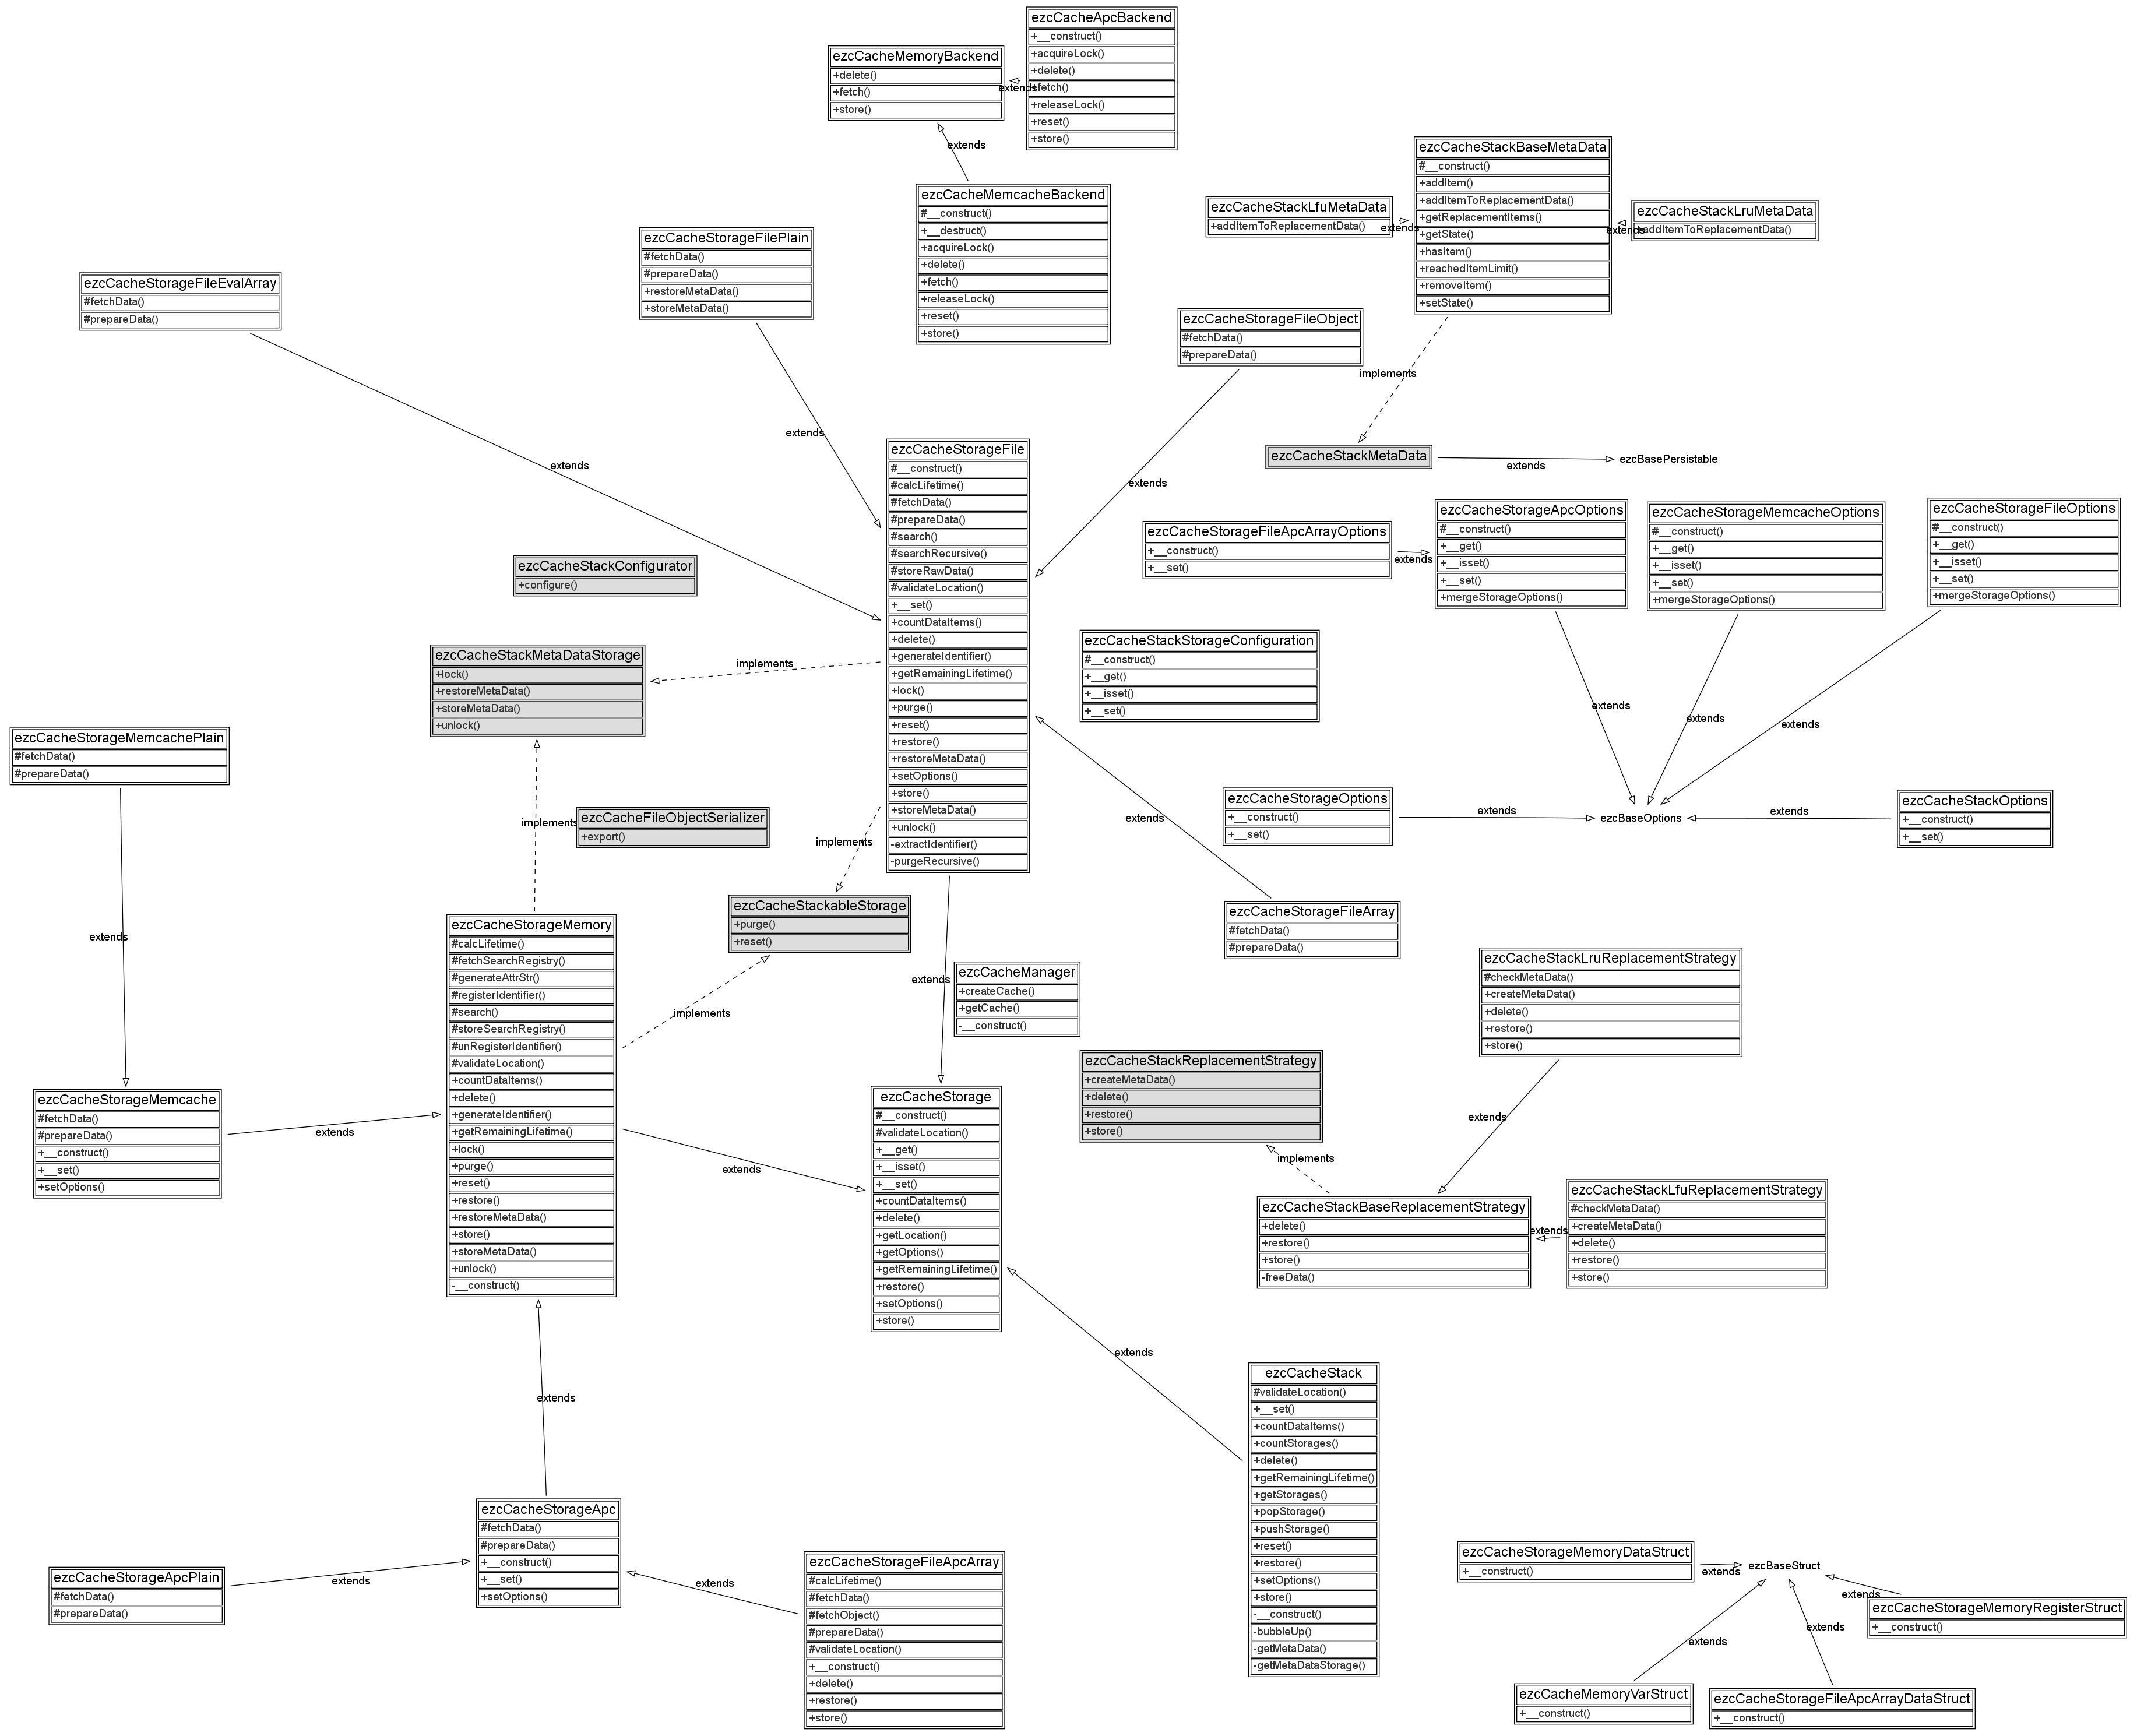 ezcCacheApcBackend
+__construct()
+acquireLock()
+delete()
+fetch()
+releaseLock()
+reset()
+store()
ezcCacheMemoryBackend
+delete()
+fetch()
+store()
extends
extends
ezcCacheMemcacheBackend
#__construct()
+__destruct()
+acquireLock()
+delete()
+fetch()
+releaseLock()
+reset()
+store()
ezcCacheStackBaseMetaData
#__construct()
+addItem()
+addItemToReplacementData()
+getReplacementItems()
+getState()
+hasItem()
+reachedItemLimit()
+removeItem()
+setState()
ezcCacheStackLfuMetaData
+addItemToReplacementData()
extends
ezcCacheStackLruMetaData
+addItemToReplacementData()
extends
ezcCacheStorageFilePlain
#fetchData()
#prepareData()
+restoreMetaData()
+storeMetaData()
ezcCacheStorageFileEvalArray
#fetchData()
#prepareData()
ezcCacheStorageFileObject
#fetchData()
#prepareData()
implements
extends
extends
extends
ezcCacheStackMetaData
extends
ezcBasePersistable
ezcCacheStorageFile
#__construct()
#calcLifetime()
#fetchData()
#prepareData()
#search()
#searchRecursive()
#storeRawData()
#validateLocation()
+__set()
+countDataItems()
+delete()
+generateIdentifier()
+getRemainingLifetime()
+lock()
+purge()
+reset()
+restore()
+restoreMetaData()
+setOptions()
+store()
+storeMetaData()
+unlock()
-extractIdentifier()
-purgeRecursive()
ezcCacheStorageFileApcArrayOptions
+__construct()
+__set()
extends
ezcCacheStorageApcOptions
#__construct()
+__get()
+__isset()
+__set()
+mergeStorageOptions()
ezcCacheStorageMemcacheOptions
#__construct()
+__get()
+__isset()
+__set()
+mergeStorageOptions()
ezcCacheStorageFileOptions
#__construct()
+__get()
+__isset()
+__set()
+mergeStorageOptions()
ezcCacheStackConfigurator
+configure()
ezcCacheStackStorageConfiguration
#__construct()
+__get()
+__isset()
+__set()
ezcCacheStackMetaDataStorage
+lock()
+restoreMetaData()
+storeMetaData()
+unlock()
implements
extends
extends
extends
ezcCacheStorageMemcachePlain
#fetchData()
#prepareData()
ezcCacheStorageOptions
+__construct()
+__set()
extends
ezcBaseOptions
extends
ezcCacheStackOptions
+__construct()
+__set()
implements
ezcCacheFileObjectSerializer
+export()
implements
extends
ezcCacheStackableStorage
+purge()
+reset()
ezcCacheStorageFileArray
#fetchData()
#prepareData()
extends
ezcCacheStorageMemory
#calcLifetime()
#fetchSearchRegistry()
#generateAttrStr()
#registerIdentifier()
#search()
#storeSearchRegistry()
#unRegisterIdentifier()
#validateLocation()
+countDataItems()
+delete()
+generateIdentifier()
+getRemainingLifetime()
+lock()
+purge()
+reset()
+restore()
+restoreMetaData()
+store()
+storeMetaData()
+unlock()
-__construct()
implements
extends
ezcCacheManager
+createCache()
+getCache()
-__construct()
ezcCacheStackLruReplacementStrategy
#checkMetaData()
+createMetaData()
+delete()
+restore()
+store()
ezcCacheStackReplacementStrategy
+createMetaData()
+delete()
+restore()
+store()
ezcCacheStorageMemcache
#fetchData()
#prepareData()
+__construct()
+__set()
+setOptions()
extends
extends
ezcCacheStorage
#__construct()
#validateLocation()
+__get()
+__isset()
+__set()
+countDataItems()
+delete()
+getLocation()
+getOptions()
+getRemainingLifetime()
+restore()
+setOptions()
+store()
extends
implements
ezcCacheStackBaseReplacementStrategy
+delete()
+restore()
+store()
-freeData()
extends
ezcCacheStackLfuReplacementStrategy
#checkMetaData()
+createMetaData()
+delete()
+restore()
+store()
extends
extends
ezcCacheStack
#validateLocation()
+__set()
+countDataItems()
+countStorages()
+delete()
+getRemainingLifetime()
+getStorages()
+popStorage()
+pushStorage()
+reset()
+restore()
+setOptions()
+store()
-__construct()
-bubbleUp()
-getMetaData()
-getMetaDataStorage()
ezcCacheStorageApc
#fetchData()
#prepareData()
+__construct()
+__set()
+setOptions()
ezcCacheStorageApcPlain
#fetchData()
#prepareData()
extends
extends
ezcCacheStorageFileApcArray
#calcLifetime()
#fetchData()
#fetchObject()
#prepareData()
#validateLocation()
+__construct()
+delete()
+restore()
+store()
ezcCacheStorageMemoryDataStruct
+__construct()
extends
ezcBaseStruct
extends
ezcCacheStorageMemoryRegisterStruct
+__construct()
extends
extends
ezcCacheMemoryVarStruct
+__construct()
ezcCacheStorageFileApcArrayDataStruct
+__construct()